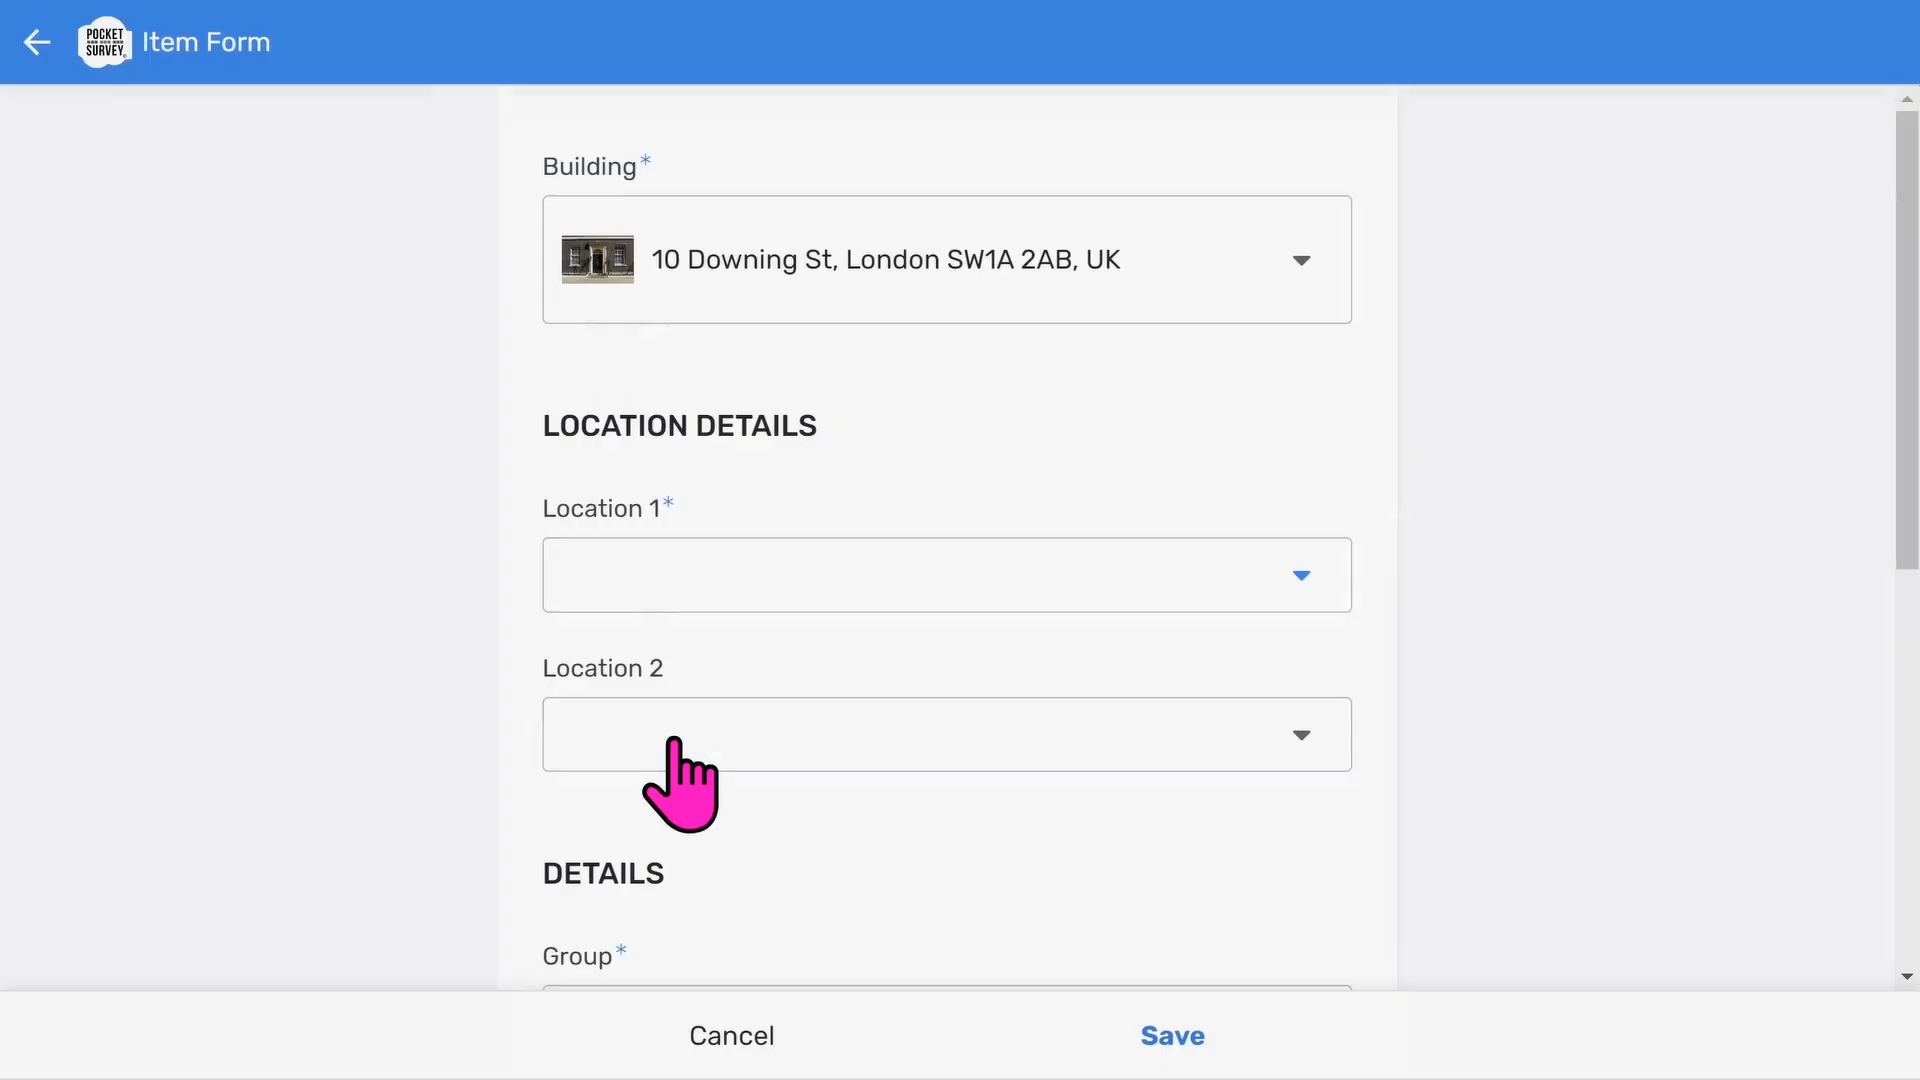 POCKET
SURVEY
Item Form
Building*
10 Downing St, London SW1A 2AB, UK
LOCATION DETAILS
Location 1*
Location 2
DETAILS
Group*
Cancel
Save